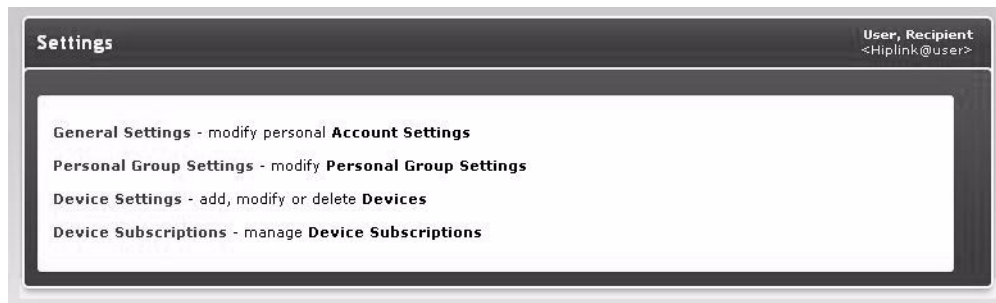 Settings
User, Recipient
<Hiplink@user>
General Settings - modify personal Account Settings
Personal Group Settings - modify Personal Group Settings
Device Settings - add, modify or delete Devices
Device Subscriptions - manage Device Subscriptions